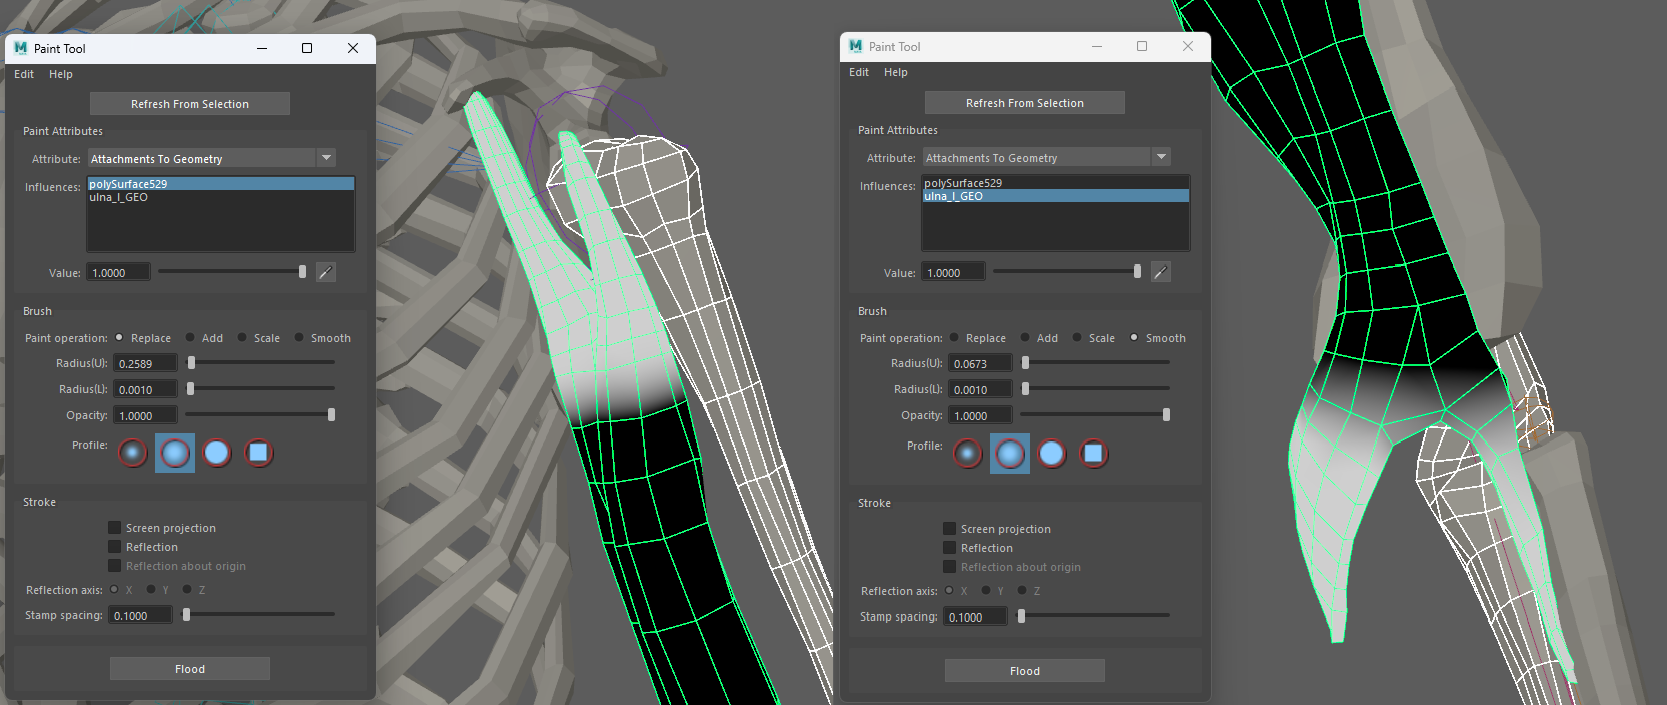 Paint Tool
Edit Help
Refresh From Selection
Paint Attributes
Attribute: Attachments To Geometry
Influences: polySurface529
ulna_l_GEO
Value: 1.0000
Brush
Paint operation: Replace Add Scale Smooth
Radius(U): 0.2589
Radius(L): 0.0010
Opacity: 1.0000
Profile:
Stroke
Screen projection
Reflection
Reflection about origin
Reflection axis: X Y Z
Stamp spacing: 0.1000
Flood
Paint Tool
Edit Help
Refresh From Selection
Paint Attributes
Attribute: Attachments To Geometry
Influences: polySurface529
ulna_l_GEO
Value: 1.0000
Brush
Paint operation: Replace Add Scale Smooth
Radius(U): 0.0673
Radius(L): 0.0010
Opacity: 1.0000
Profile:
Stroke
Screen projection
Reflection
Reflection about origin
Reflection axis: X Y Z
Stamp spacing: 0.1000
Flood